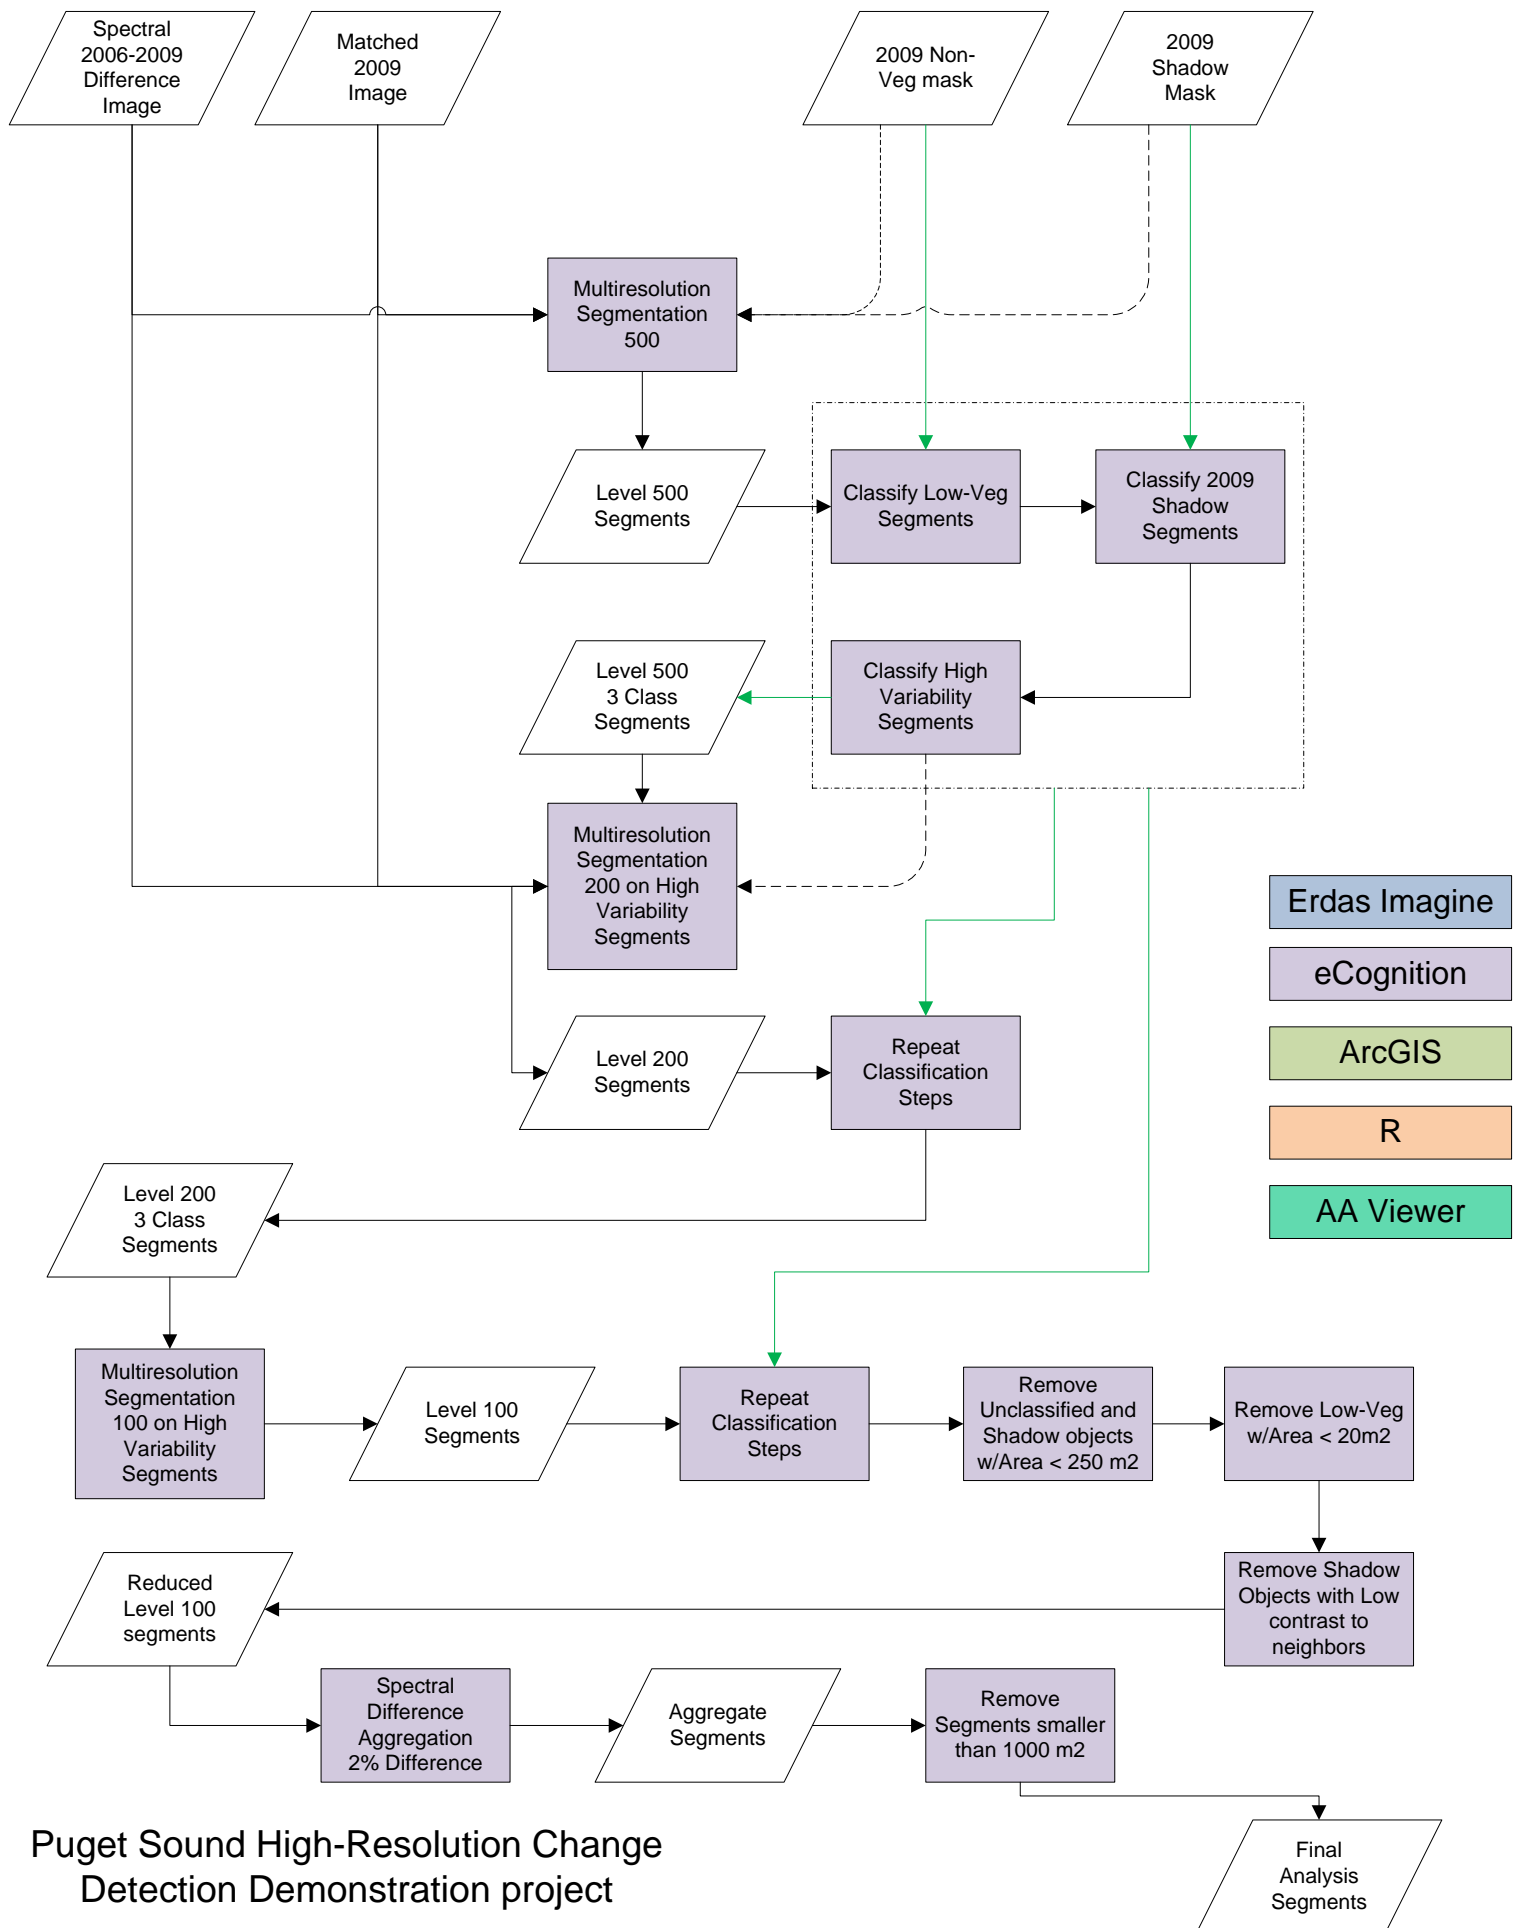 Spectral
2006-2009
Difference
Image
Matched
2009
Image
2009 Non-
Veg mask
2009
Shadow
Mask
Multiresolution
Segmentation
500
Level 500
Segments
Classify Low-Veg
Segments
Classify 2009
Shadow
Segments
Level 500
3 Class
Segments
Classify High
Variability
Segments
Multiresolution
Segmentation
200 on High
Variability
Segments
Erdas Imagine
eCognition
ArcGIS
R
AA Viewer
Level 200
Segments
Repeat
Classification
Steps
Level 200
3 Class
Segments
Multiresolution
Segmentation
100 on High
Variability
Segments
Level 100
Segments
Repeat
Classification
Steps
Remove
Unclassified and
Shadow objects
w/Area < 250 m2
Remove Low-Veg
w/Area < 20m2
Remove Shadow
Objects with Low
contrast to
neighbors
Reduced
Level 100
segments
Spectral
Difference
Aggregation
2% Difference
Aggregate
Segments
Remove
Segments smaller
than 1000 m2
Final
Analysis
Segments
Puget Sound High-Resolution Change
Detection Demonstration project